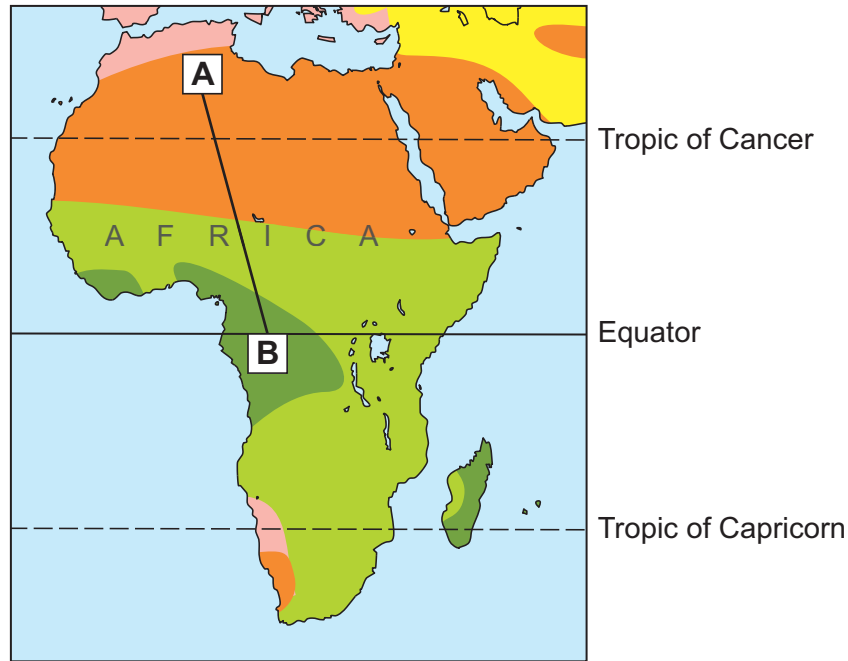 A
Tropic of Cancer
A F R I C A
Equator
B
Tropic of Capricorn